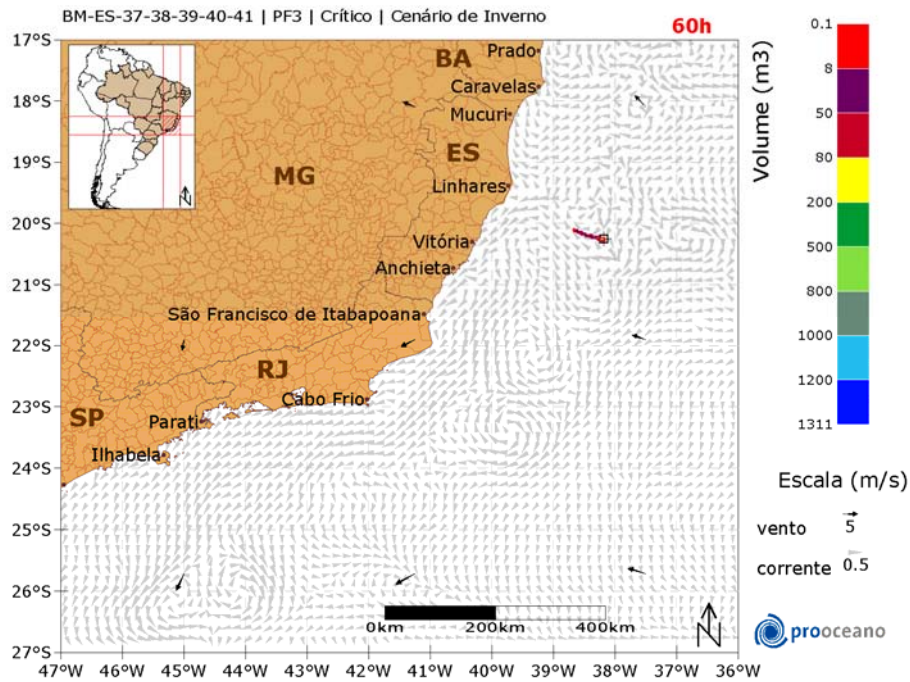 BM-ES-37-38-39-40-41 | PF3 | Crítico | Cenário de Inverno
60h
17°S
18°S
19°S
20°S
21°S
22°S
23°S
24°S
25°S
26°S
27°S
BA
Prado
Caravelas
Mucuri
ES
MG
Linhares
Vitória
Anchieta
São Francisco de Itabapoana
RJ
Cabo Frio
SP
Parati
Ilhabela
N
N
0km
200km
400km
47°W
46°W
45°W
44°W
43°W
42°W
41°W
40°W
39°W
38°W
37°W
36°W
Volume (m3)
0.1
8
50
80
200
500
800
1000
1200
1311
Escala (m/s)
vento 5
corrente 0.5
prooceano